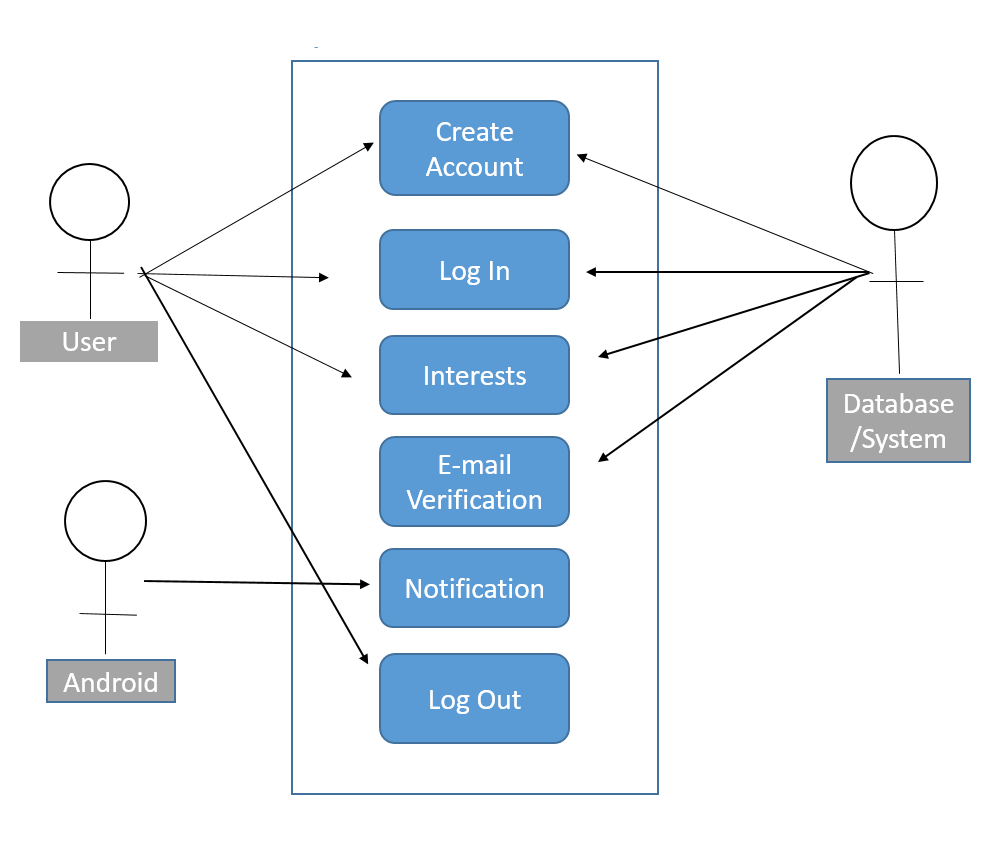 Create
Account
Log In
User
Interests
Database
/System
E-mail
Verification
Notification
Android
Log Out